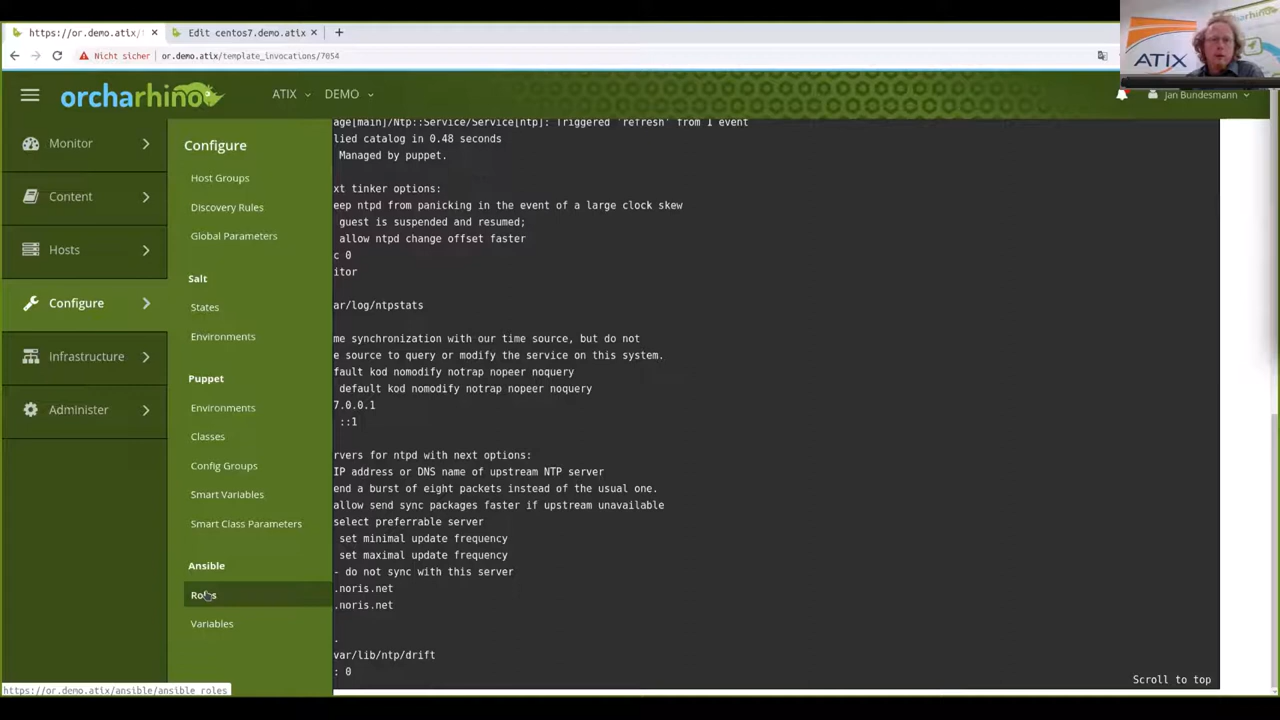 https://or.demo.atix/
Edit centos7.demo.atix
Nicht sicher
or.demo.atix/template_invocations/7054
ATIX
orcharhino
ATIX
DEMO
Jan Bundesmann
Monitor
Content
Hosts
Configure
Infrastructure
Administer
Configure
Host Groups
Discovery Rules
Global Parameters
Salt
States
Environments
Puppet
Environments
Classes
Config Groups
Smart Variables
Smart Class Parameters
Ansible
Roles
Variables
age[main]/Ntp::Service/Service[ntp]: Triggered 'refresh' from 1 event
lied catalog in 0.48 seconds
Managed by puppet.
xt tinker options:
eep ntpd from panicking in the event of a large clock skew
guest is suspended and resumed;
allow ntpd change offset faster
c 0
itor
ar/log/ntpstats
me synchronization with our time source, but do not
e source to query or modify the service on this system.
fault kod nomodify notrap nopeer noquery
default kod nomodify notrap nopeer noquery
7.0.0.1
::1
ervers for ntpd with next options:
IP address or DNS name of upstream NTP server
end a burst of eight packets instead of the usual one.
allow send sync packages faster if upstream unavailable
select preferrable server
set minimal update frequency
set maximal update frequency
- do not sync with this server
.noris.net
.noris.net
.
var/lib/ntp/drift
: 0
Scroll to top
https://or.demo.atix/ansible/ansible_roles